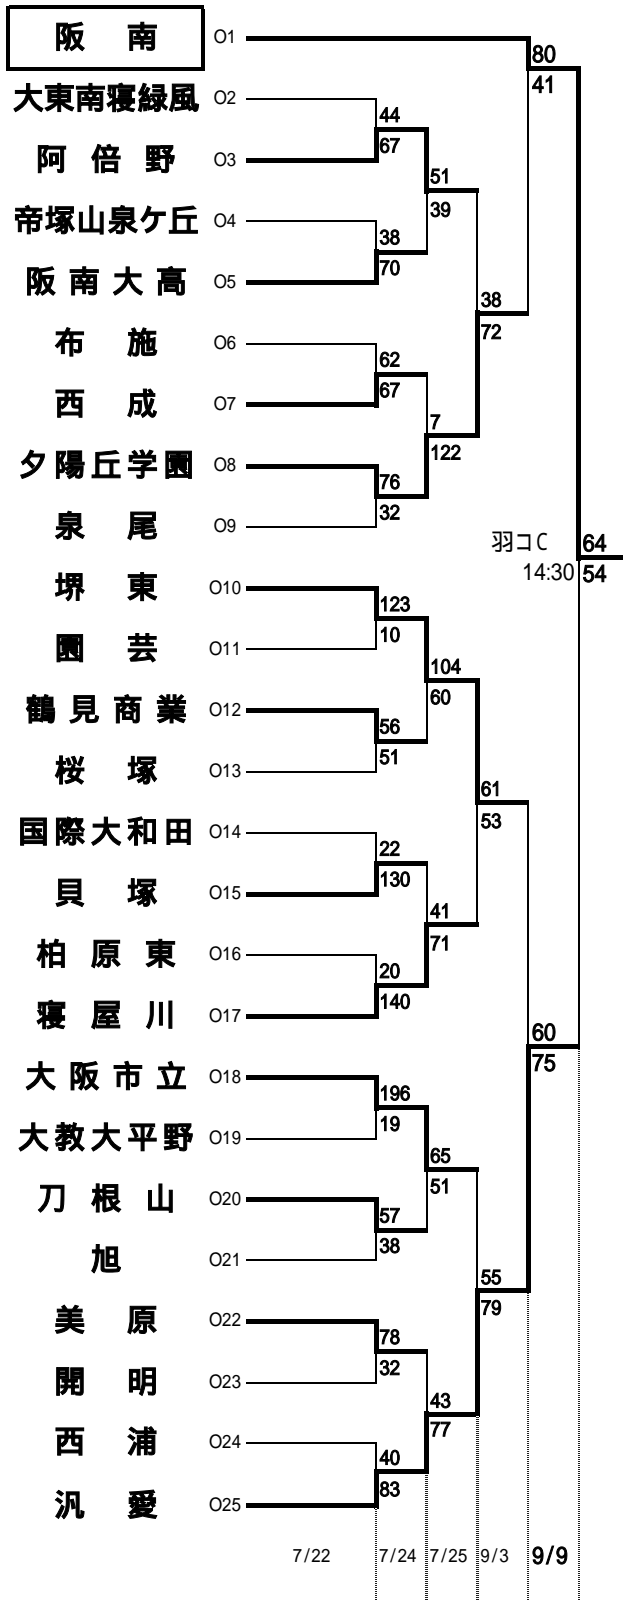 阪南 O1
80
大東南寝緑風 O2
41
44
阿倍野 O3
67
51
帝塚山泉ケ丘 O4
39
38
阪南大高 O5
70
38
布施 O6
72
62
西成 O7
67
7
夕陽丘学園 O8
122
76
泉尾 O9
32
羽コC 64
14:30 54
堺東 O10
123
園芸 O11
10
104
鶴見商業 O12
60
56
桜塚 O13
51
61
国際大和田 O14
53
22
貝塚 O15
130
41
柏原東 O16
71
20
寝屋川 O17
140
60
大阪市立 O18
75
196
大教大平野 O19
19
65
刀根山 O20
51
57
旭 O21
38
55
美原 O22
79
78
開明 O23
32
43
西浦 O24
77
40
汎愛 O25
83
7/22 7/24 7/25 9/3 9/9